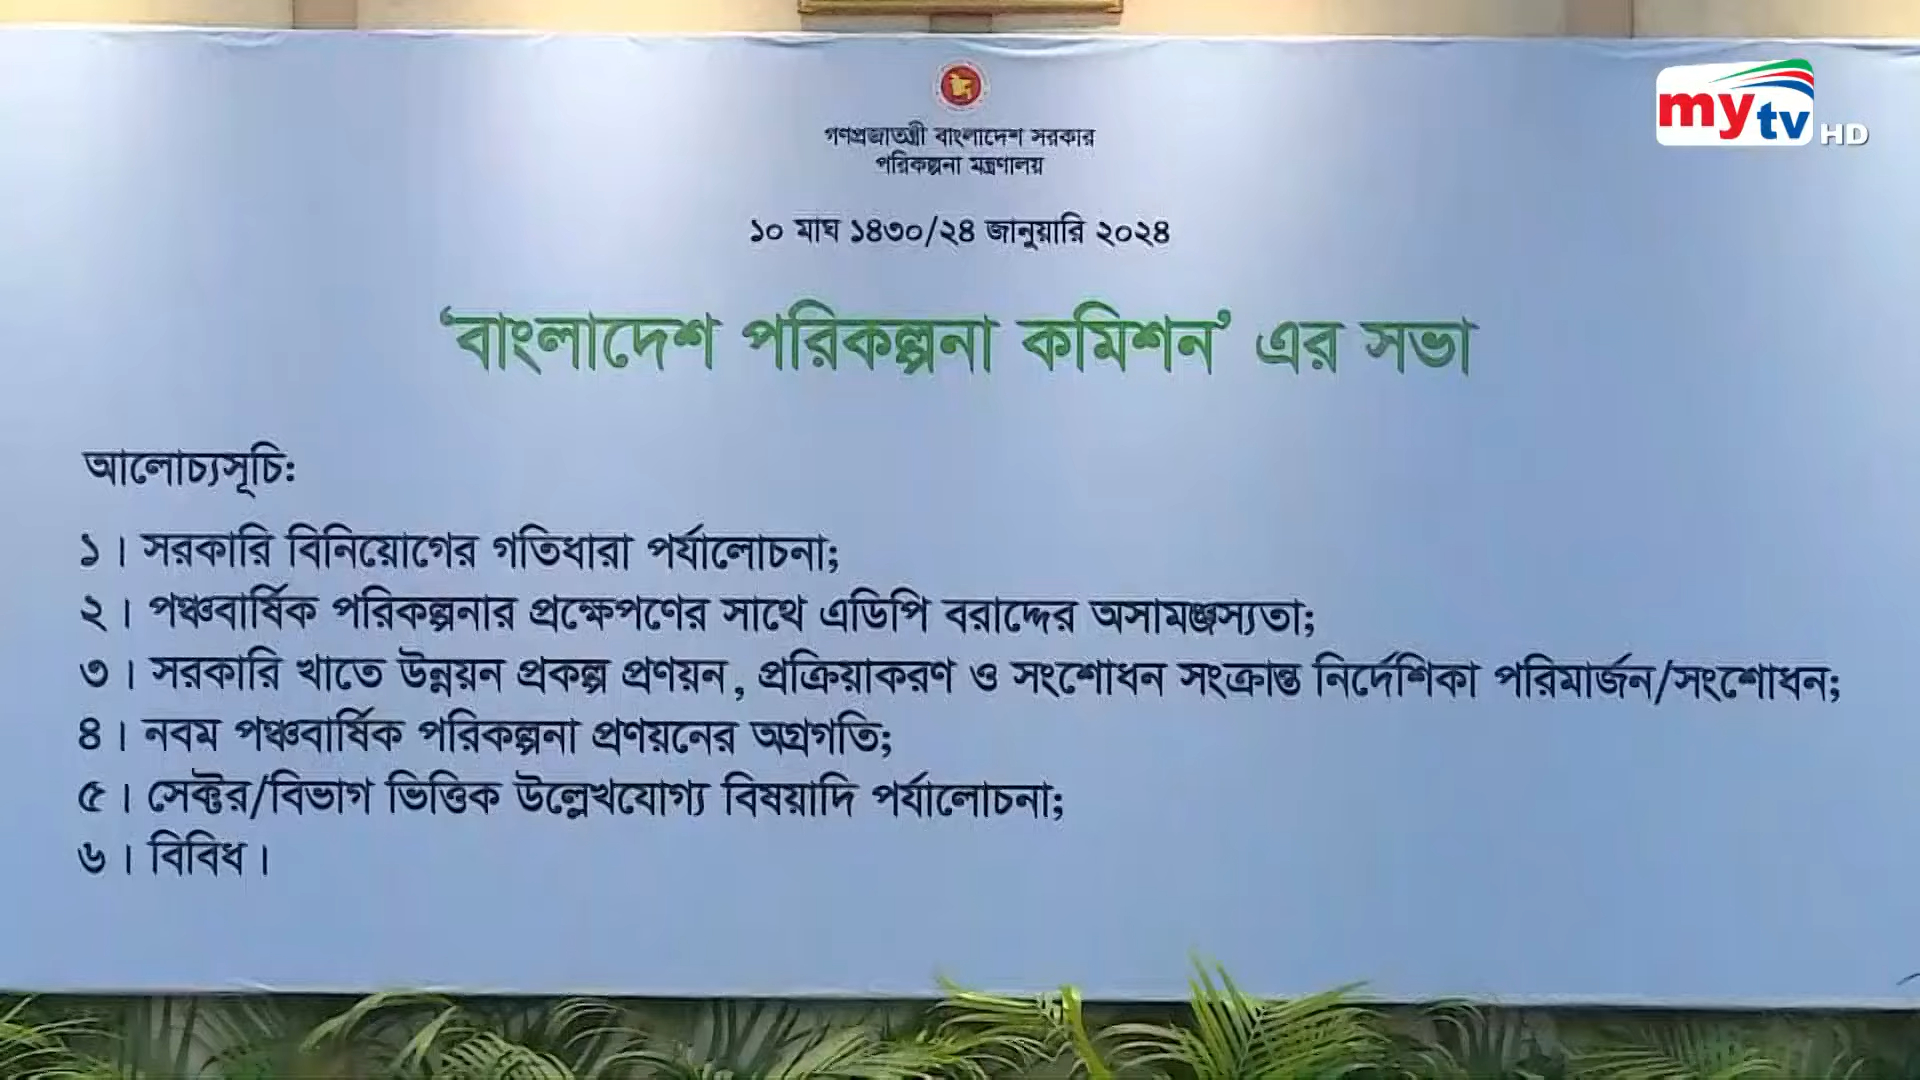 my tv HD
গণপ্রজাতন্ত্রী বাংলাদেশ সরকার
পরিকল্পনা মন্ত্রণালয়
১০ মাঘ ১৪৩০/২৪ জানুয়ারি ২০২৪
‘বাংলাদেশ পরিকল্পনা কমিশন’ এর সভা
আলোচ্যসূচি:
১। সরকারি বিনিয়োগের গতিধারা পর্যালোচনা;
২। পঞ্চবার্ষিক পরিকল্পনার প্রক্ষেপণের সাথে এডিপি বরাদ্দের অসামঞ্জস্যতা;
৩। সরকারি খাতে উন্নয়ন প্রকল্প প্রণয়ন, প্রক্রিয়াকরণ ও সংশোধন সংক্রান্ত নির্দেশিকা পরিমার্জন/সংশোধন;
৪। নবম পঞ্চবার্ষিক পরিকল্পনা প্রণয়নের অগ্রগতি;
৫। সেক্টর/বিভাগ ভিত্তিক উল্লেখযোগ্য বিষয়াদি পর্যালোচনা;
৬। বিবিধ।